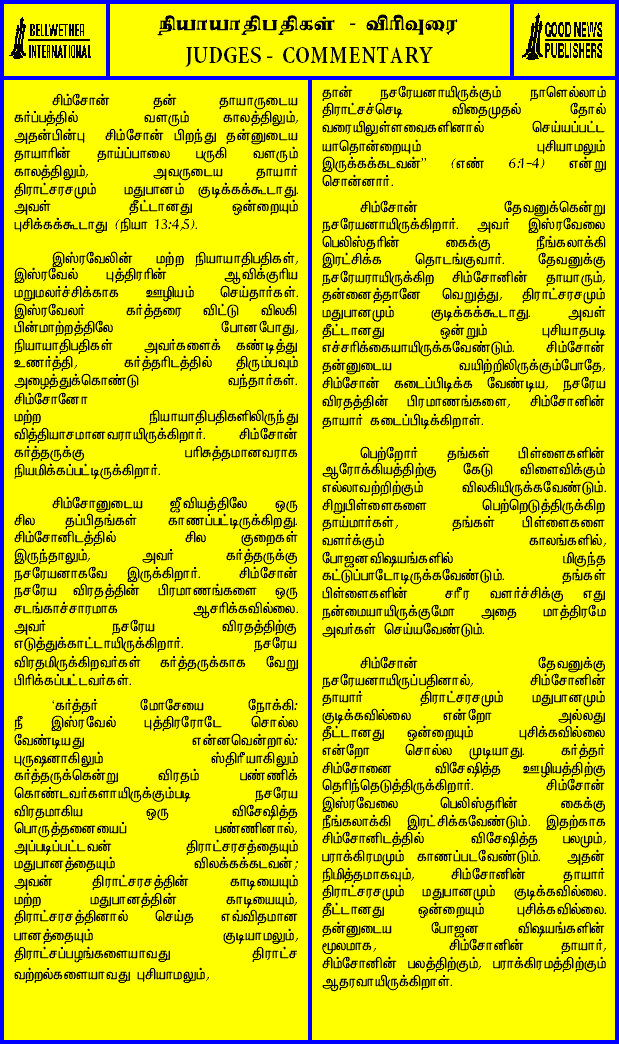 BELLWETHER
INTERNATIONAL
நியாயாதிபதிகள் - விரிவுரை
JUDGES - COMMENTARY
GOOD NEWS
PUBLISHERS
சிம்சோன் தன் தாயாருடைய
கர்ப்பத்தில் வளரும் காலத்திலும்,
அதன்பின்பு சிம்சோன் பிறந்து தன்னுடைய
தாயாரின் தாய்ப்பாலை பருகி வளரும்
காலத்திலும், அவருடைய தாயார்
திராட்சரசமும் மதுபானம் குடிக்கக்கூடாது.
அவள் தீட்டானது ஒன்றையும்
புசிக்கக்கூடாது (நியா 13:4,5).
இஸ்ரவேலின் மற்ற நியாயாதிபதிகள்,
இஸ்ரவேல் புத்திரரின் ஆவிக்குரிய
மறுமலர்ச்சிக்காக ஊழியம் செய்தார்கள்.
இஸ்ரவேலர் கர்த்தரை விட்டு விலகி
பின்மாற்றத்திலே போனபோது,
நியாயாதிபதிகள் அவர்களைக் கண்டித்து
உணர்த்தி, கர்த்தரிடத்தில் திரும்பவும்
அழைத்துக்கொண்டு வந்தார்கள்.
சிம்சோனோ
மற்ற நியாயாதிபதிகளிலிருந்து
வித்தியாசமானவராயிருக்கிறார். சிம்சோன்
கர்த்தருக்கு பரிசுத்தமானவராக
நியமிக்கப்பட்டிருக்கிறார்.
சிம்சோனுடைய ஜீவியத்திலே ஒரு
சில தப்பிதங்கள் காணப்பட்டிருக்கிறது.
சிம்சோனிடத்தில் சில குறைகள்
இருந்தாலும், அவர் கர்த்தருக்கு
நசரேயனாகவே இருக்கிறார். சிம்சோன்
நசரேய விரதத்தின் பிரமாணங்களை ஒரு
சடங்காச்சாரமாக ஆசரிக்கவில்லை.
அவர் நசரேய விரதத்திற்கு
எடுத்துக்காட்டாயிருக்கிறார். நசரேய
விரதமிருக்கிறவர்கள் கர்த்தருக்காக வேறு
பிரிக்கப்பட்டவர்கள்.
‘கர்த்தர் மோசேயை நோக்கி:
நீ இஸ்ரவேல் புத்திரரோடே சொல்ல
வேண்டியது என்னவென்றால்:
புருஷனாகிலும் ஸ்திரீயாகிலும்
கர்த்தருக்கென்று விரதம் பண்ணிக்
கொண்டவர்களாயிருக்கும்படி நசரேய
விரதமாகிய ஒரு விசேஷித்த
பொருத்தனையைப் பண்ணினால்,
அப்படிப்பட்டவன் திராட்சரசத்தையும்
மதுபானத்தையும் விலக்கக்கடவன்;
அவன் திராட்சரசத்தின் காடியையும்
மற்ற மதுபானத்தின் காடியையும்,
திராட்சரசத்தினால் செய்த எவ்விதமான
பானத்தையும் குடியாமலும்,
திராட்சப்பழங்களையாவது திராட்ச
வற்றல்களையாவது புசியாமலும்,
தான் நசரேயனாயிருக்கும் நாளெல்லாம்
திராட்சச்செடி விதைமுதல் தோல்
வரையிலுள்ளவைகளினால் செய்யப்பட்ட
யாதொன்றையும் புசியாமலும்
இருக்கக்கடவன்” (எண் 6:1-4) என்று
சொன்னார்.
சிம்சோன் தேவனுக்கென்று
நசரேயனாயிருக்கிறார். அவர் இஸ்ரவேலை
பெலிஸ்தரின் கைக்கு நீங்கலாக்கி
இரட்சிக்க தொடங்குவார். தேவனுக்கு
நசரேயராயிருக்கிற சிம்சோனின் தாயாரும்,
தன்னைத்தானே வெறுத்து, திராட்சரசமும்
மதுபானமும் குடிக்கக்கூடாது. அவள்
தீட்டானது ஒன்றும் புசியாதபடி
எச்சரிக்கையாயிருக்கவேண்டும். சிம்சோன்
தன்னுடைய வயிற்றிலிருக்கும்போதே,
சிம்சோன் கடைப்பிடிக்க வேண்டிய, நசரேய
விரதத்தின் பிரமாணங்களை, சிம்சோனின்
தாயார் கடைப்பிடிக்கிறாள்.
பெற்றோர் தங்கள் பிள்ளைகளின்
ஆரோக்கியத்திற்கு கேடு விளைவிக்கும்
எல்லாவற்றிற்கும் விலகியிருக்கவேண்டும்.
சிறுபிள்ளைகளை பெற்றெடுத்திருக்கிற
தாய்மார்கள், தங்கள் பிள்ளைகளை
வளர்க்கும் காலங்களில்,
போஜனவிஷயங்களில் மிகுந்த
கட்டுப்பாடோடிருக்கவேண்டும். தங்கள்
பிள்ளைகளின் சரீர வளர்ச்சிக்கு எது
நன்மையாயிருக்குமோ அதை மாத்திரமே
அவர்கள் செய்யவேண்டும்.
சிம்சோன் தேவனுக்கு
நசரேயனாயிருப்பதினால், சிம்சோனின்
தாயார் திராட்சரசமும் மதுபானமும்
குடிக்கவில்லை என்றோ அல்லது
தீட்டானது ஒன்றையும் புசிக்கவில்லை
என்றோ சொல்ல முடியாது. கர்த்தர்
சிம்சோனை விசேஷித்த ஊழியத்திற்கு
தெரிந்தெடுத்திருக்கிறார். சிம்சோன்
இஸ்ரவேலை பெலிஸ்தரின் கைக்கு
நீங்கலாக்கி இரட்சிக்கவேண்டும். இதற்காக
சிம்சோனிடத்தில் விசேஷித்த பலமும்,
பராக்கிரமமும் காணப்படவேண்டும். அதன்
நிமித்தமாகவும், சிம்சோனின் தாயார்
திராட்சரசமும் மதுபானமும் குடிக்கவில்லை.
தீட்டானது ஒன்றையும் புசிக்கவில்லை.
தன்னுடைய போஜன விஷயங்களின்
மூலமாக, சிம்சோனின் தாயார்,
சிம்சோனின் பலத்திற்கும், பராக்கிரமத்திற்கும்
ஆதரவாயிருக்கிறாள்.